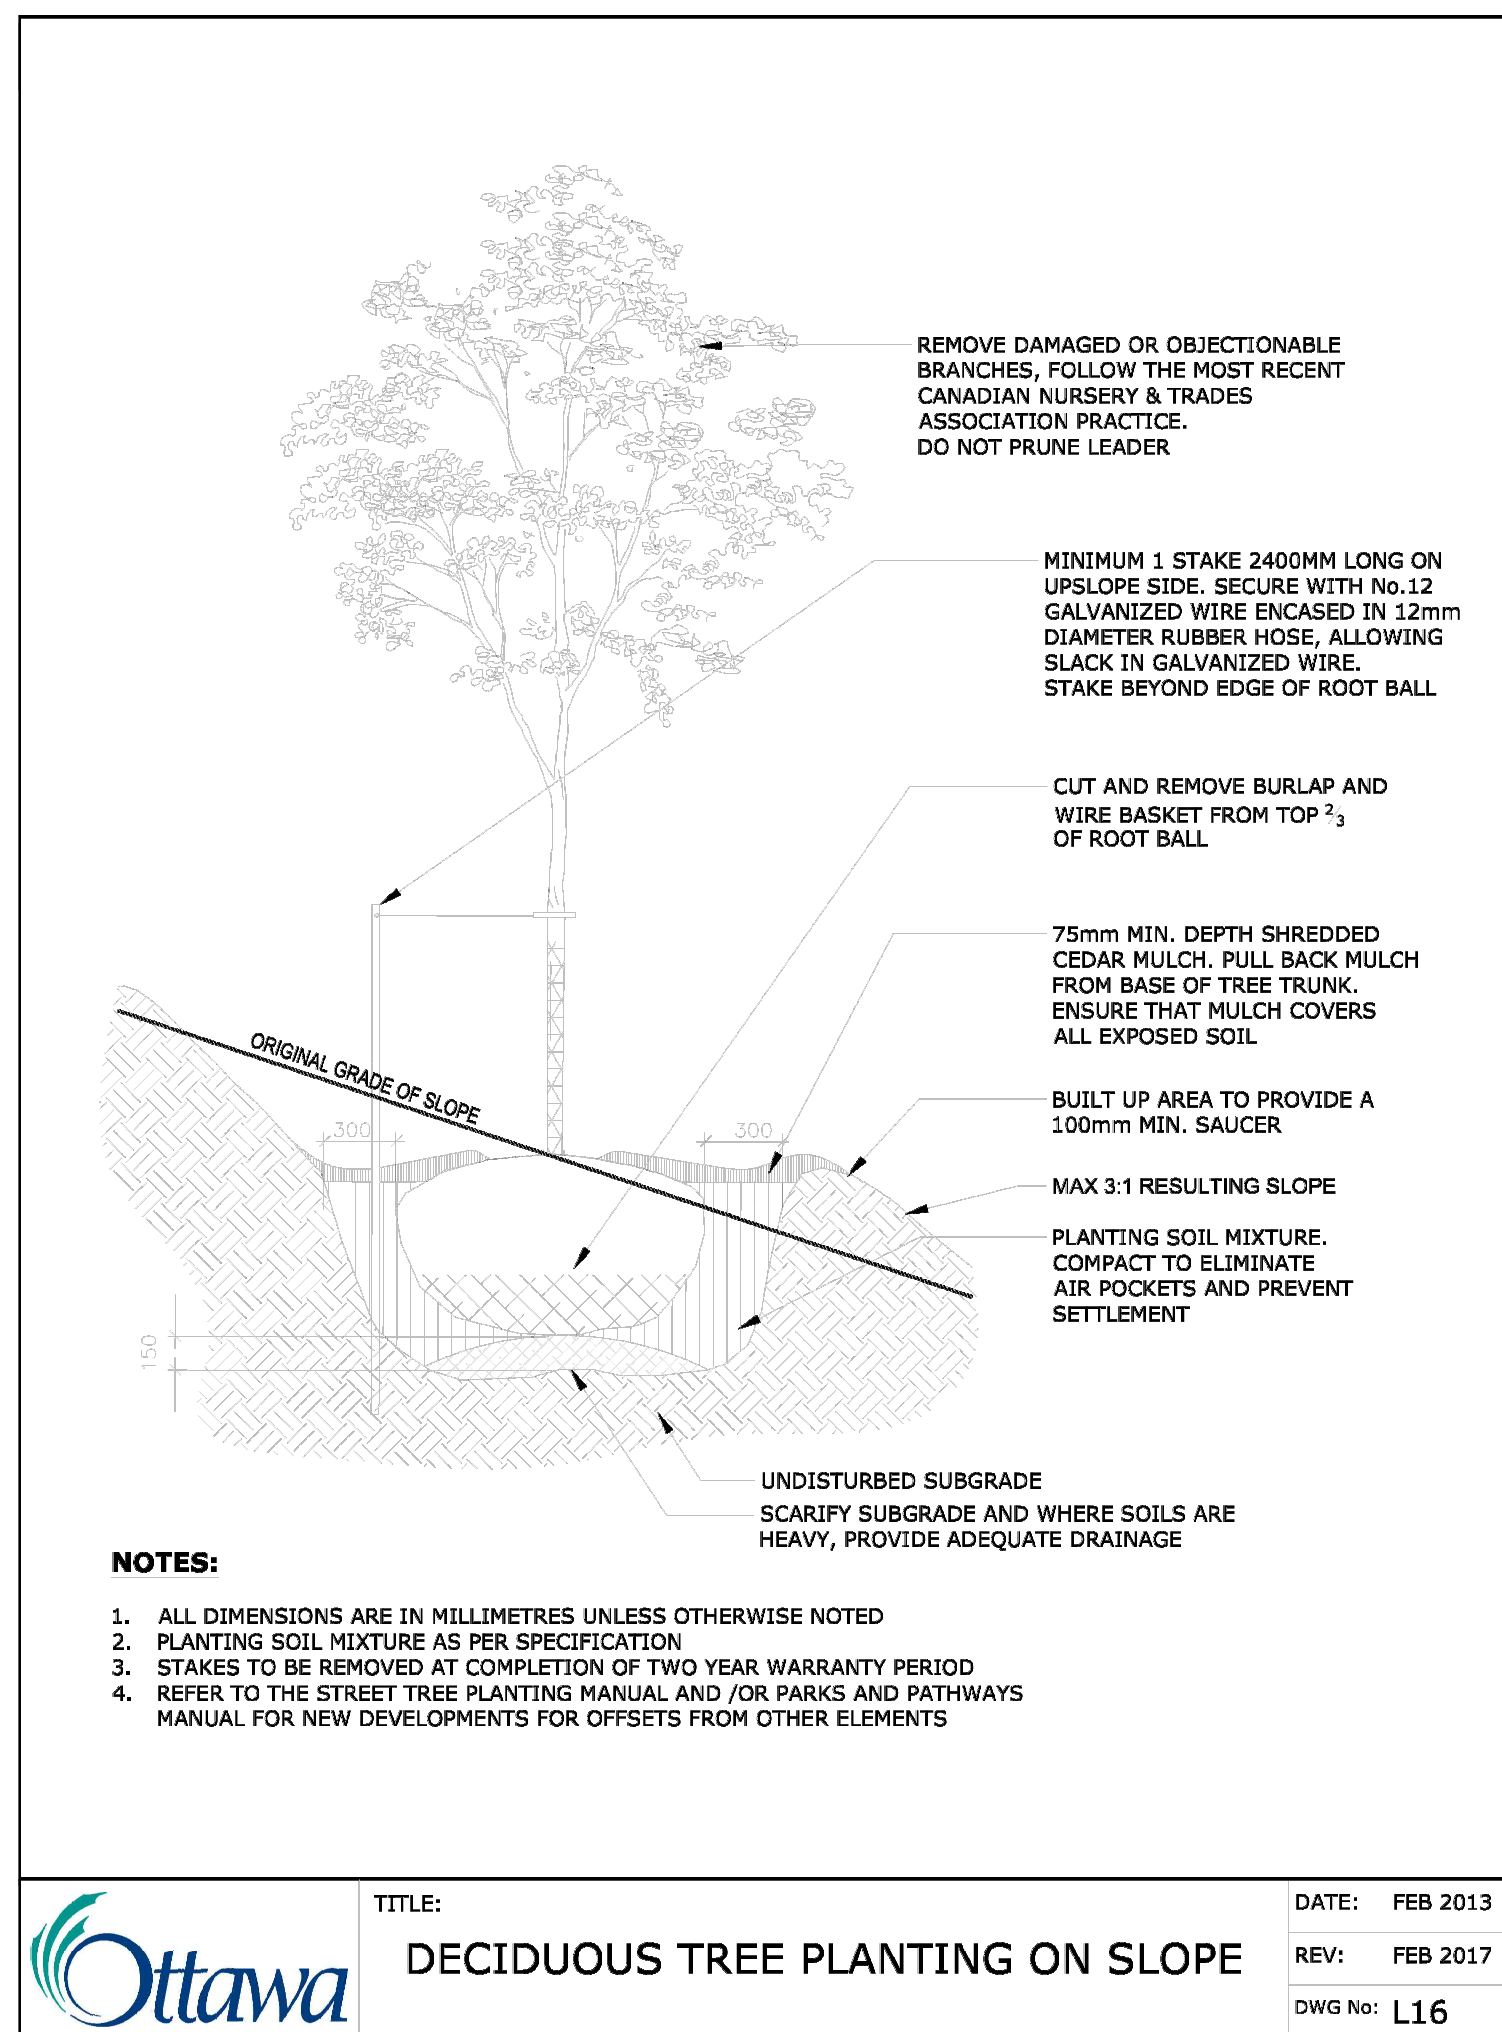 REMOVE DAMAGED OR OBJECTIONABLE
BRANCHES, FOLLOW THE MOST RECENT
CANADIAN NURSERY & TRADES
ASSOCIATION PRACTICE.
DO NOT PRUNE LEADER
MINIMUM 1 STAKE 2400MM LONG ON
UPSLOPE SIDE. SECURE WITH No.12
GALVANIZED WIRE ENCASED IN 12mm
DIAMETER RUBBER HOSE, ALLOWING
SLACK IN GALVANIZED WIRE.
STAKE BEYOND EDGE OF ROOT BALL
CUT AND REMOVE BURLAP AND
WIRE BASKET FROM TOP 2/3
OF ROOT BALL
75mm MIN. DEPTH SHREDDED
CEDAR MULCH. PULL BACK MULCH
FROM BASE OF TREE TRUNK.
ENSURE THAT MULCH COVERS
ALL EXPOSED SOIL
ORIGINAL GRADE OF SLOPE
300
300
BUILT UP AREA TO PROVIDE A
100mm MIN. SAUCER
MAX 3:1 RESULTING SLOPE
PLANTING SOIL MIXTURE.
COMPACT TO ELIMINATE
AIR POCKETS AND PREVENT
SETTLEMENT
150
UNDISTURBED SUBGRADE
SCARIFY SUBGRADE AND WHERE SOILS ARE
HEAVY, PROVIDE ADEQUATE DRAINAGE
NOTES:
1. ALL DIMENSIONS ARE IN MILLIMETRES UNLESS OTHERWISE NOTED
2. PLANTING SOIL MIXTURE AS PER SPECIFICATION
3. STAKES TO BE REMOVED AT COMPLETION OF TWO YEAR WARRANTY PERIOD
4. REFER TO THE STREET TREE PLANTING MANUAL AND /OR PARKS AND PATHWAYS
MANUAL FOR NEW DEVELOPMENTS FOR OFFSETS FROM OTHER ELEMENTS
Ottawa
TITLE:
DECIDUOUS TREE PLANTING ON SLOPE
DATE: FEB 2013
REV: FEB 2017
DWG No: L16